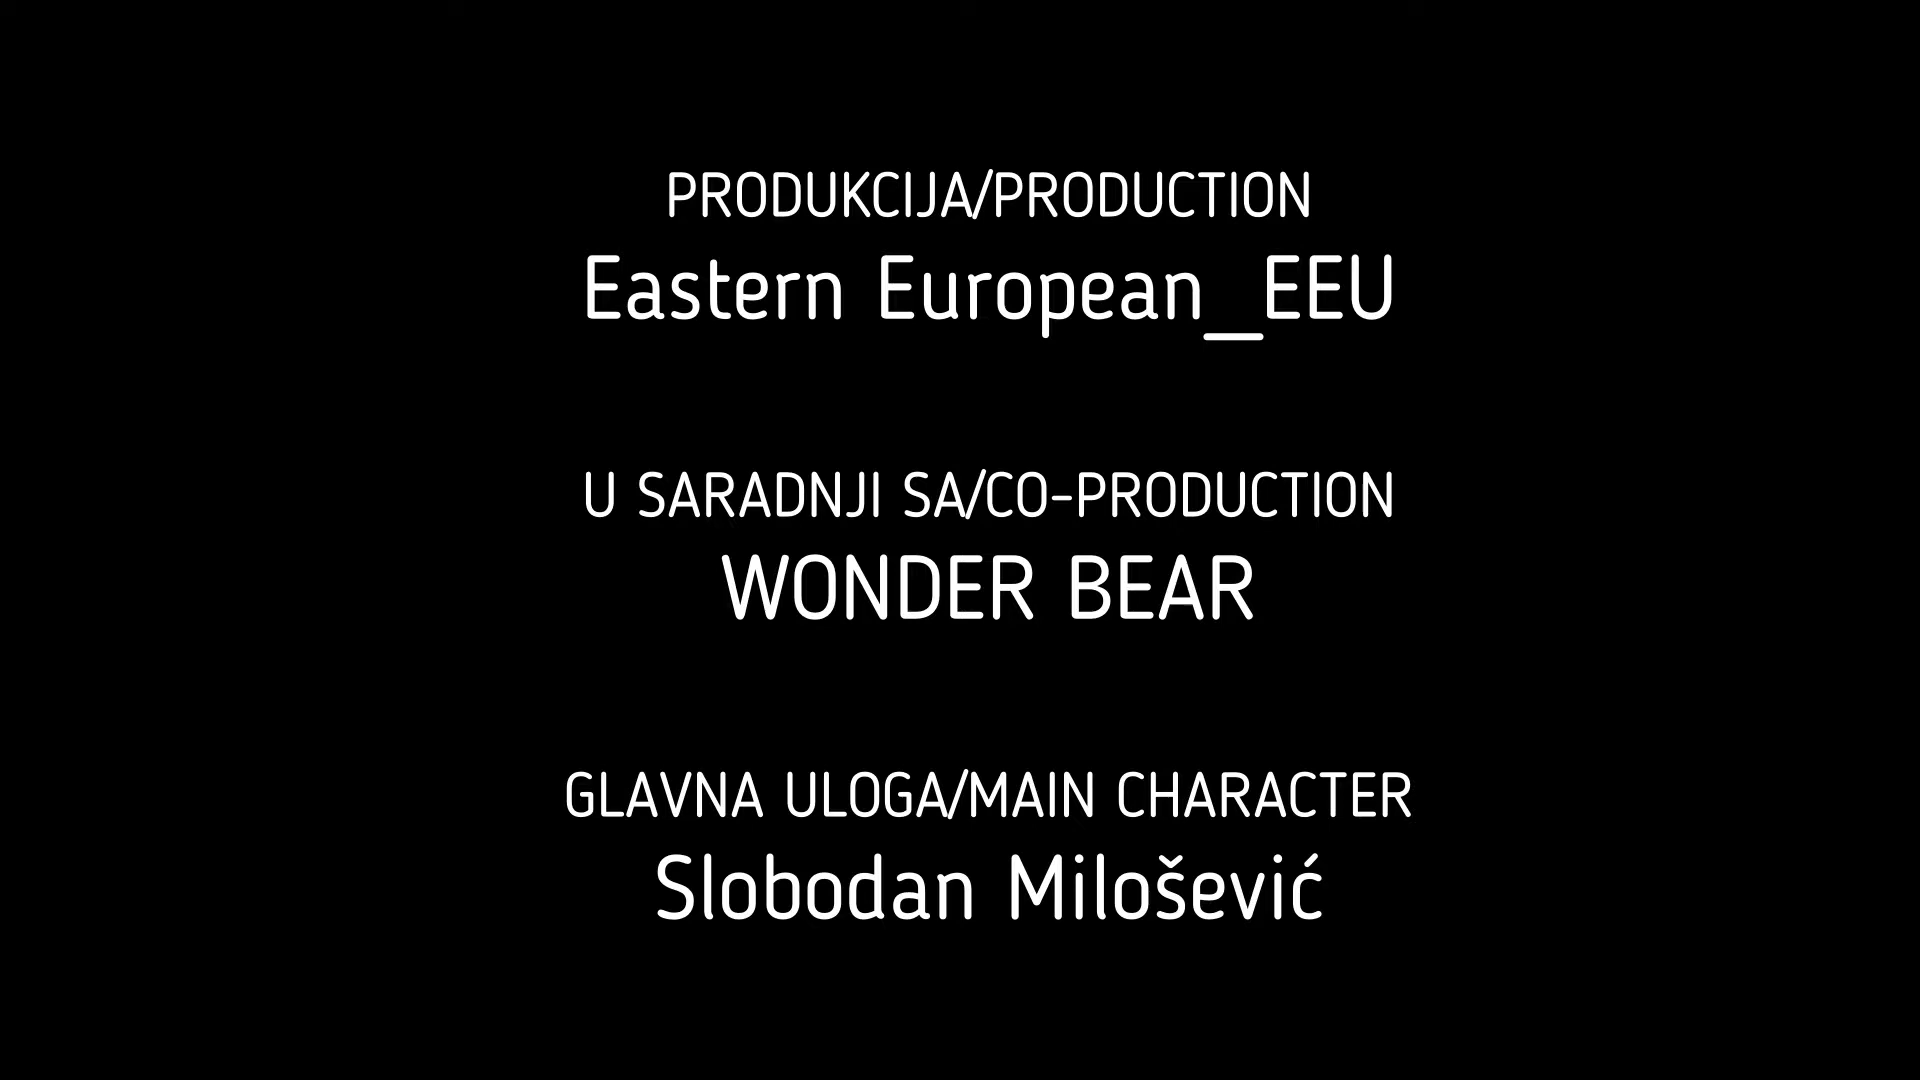 PRODUKCIJA/PRODUCTION
Eastern European_EEU
U SARADNJI SA/CO-PRODUCTION
WONDER BEAR
GLAVNA ULOGA/MAIN CHARACTER
Slobodan Milošević